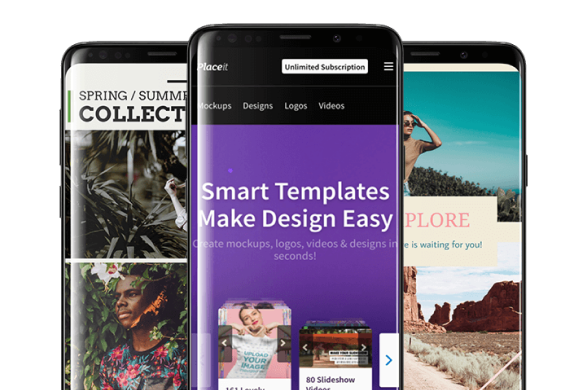 SPRING / SUMME
COLLECT
Placeit
Unlimited Subscription
Mockups
Designs
Logos
Videos
Smart Templates
Make Design Easy
Create mockups, logos, videos & designs in
seconds!
UPLOAD
YOUR
IMAGE
80 Slideshow
Videos
PLORE
e is waiting for you!